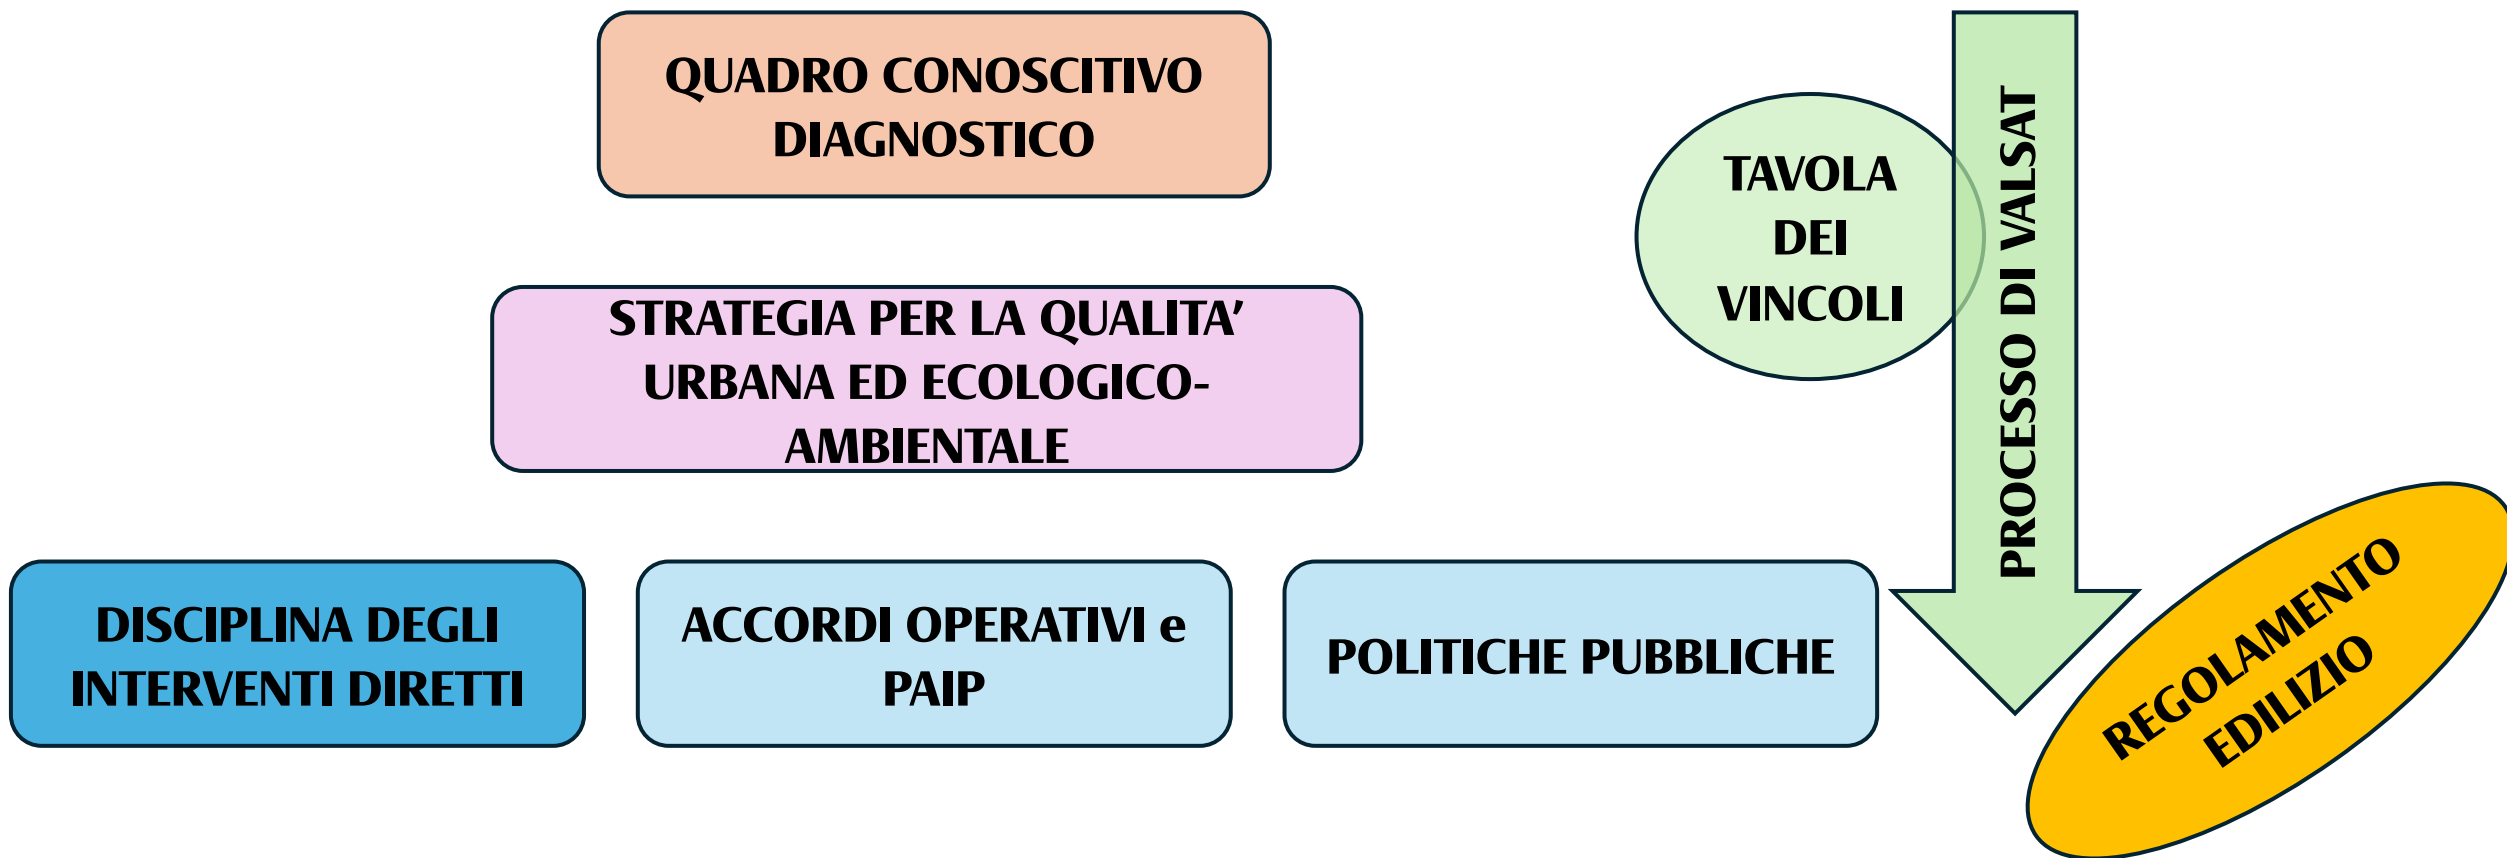 QUADRO CONOSCITIVO
DIAGNOSTICO
TAVOLA
DEI
VINCOLI
PROCESSO DI VALSAT
STRATEGIA PER LA QUALITA'
URBANA ED ECOLOGICO-
AMBIENTALE
DISCIPLINA DEGLI
INTERVENTI DIRETTI
ACCORDI OPERATIVI e
PAIP
POLITICHE PUBBLICHE
REGOLAMENTO
EDILIZIO